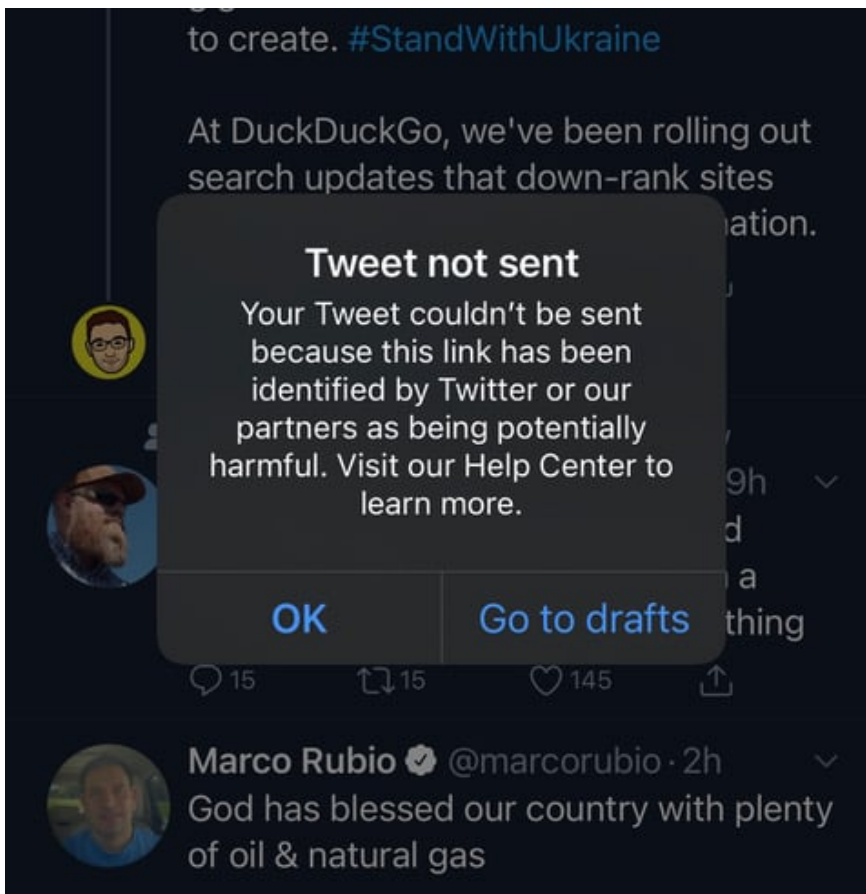 to create. #StandWithUkraine
At DuckDuckGo, we've been rolling out
search updates that down-rank sites
Tweet not sent
Your Tweet couldn't be sent
because this link has been
identified by Twitter or our
partners as being potentially
harmful. Visit our Help Center to
learn more.
9h
a
thing
OK
Go to drafts
15
15
145
Marco Rubio @marcorubio · 2h
God has blessed our country with plenty
of oil & natural gas